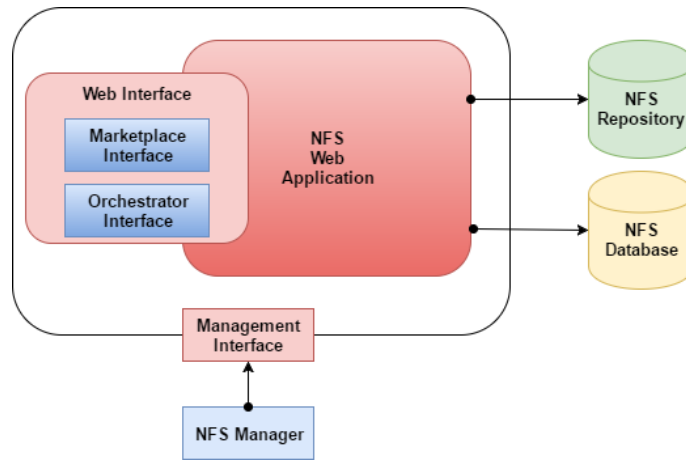 Web Interface
Marketplace
Interface
Orchestrator
Interface
NFS
Web
Application
NFS
Repository
NFS
Database
Management
Interface
NFS Manager